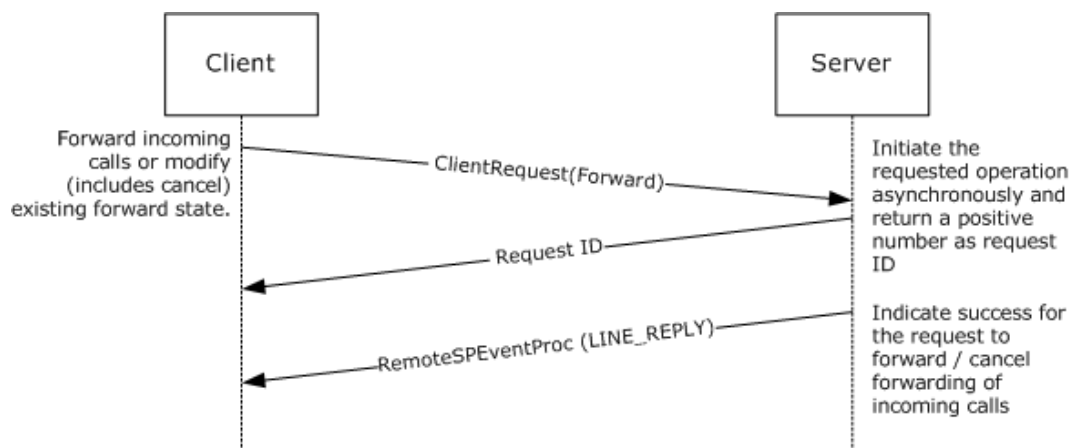 Client
Server
Forward incoming
calls or modify
(includes cancel)
existing forward state.
ClientRequest(Forward)
Initiate the
requested operation
asynchronously and
return a positive
number as request
ID
Request ID
RemoteSPEventProc (LINE_REPLY)
Indicate success for
the request to
forward / cancel
forwarding of
incoming calls